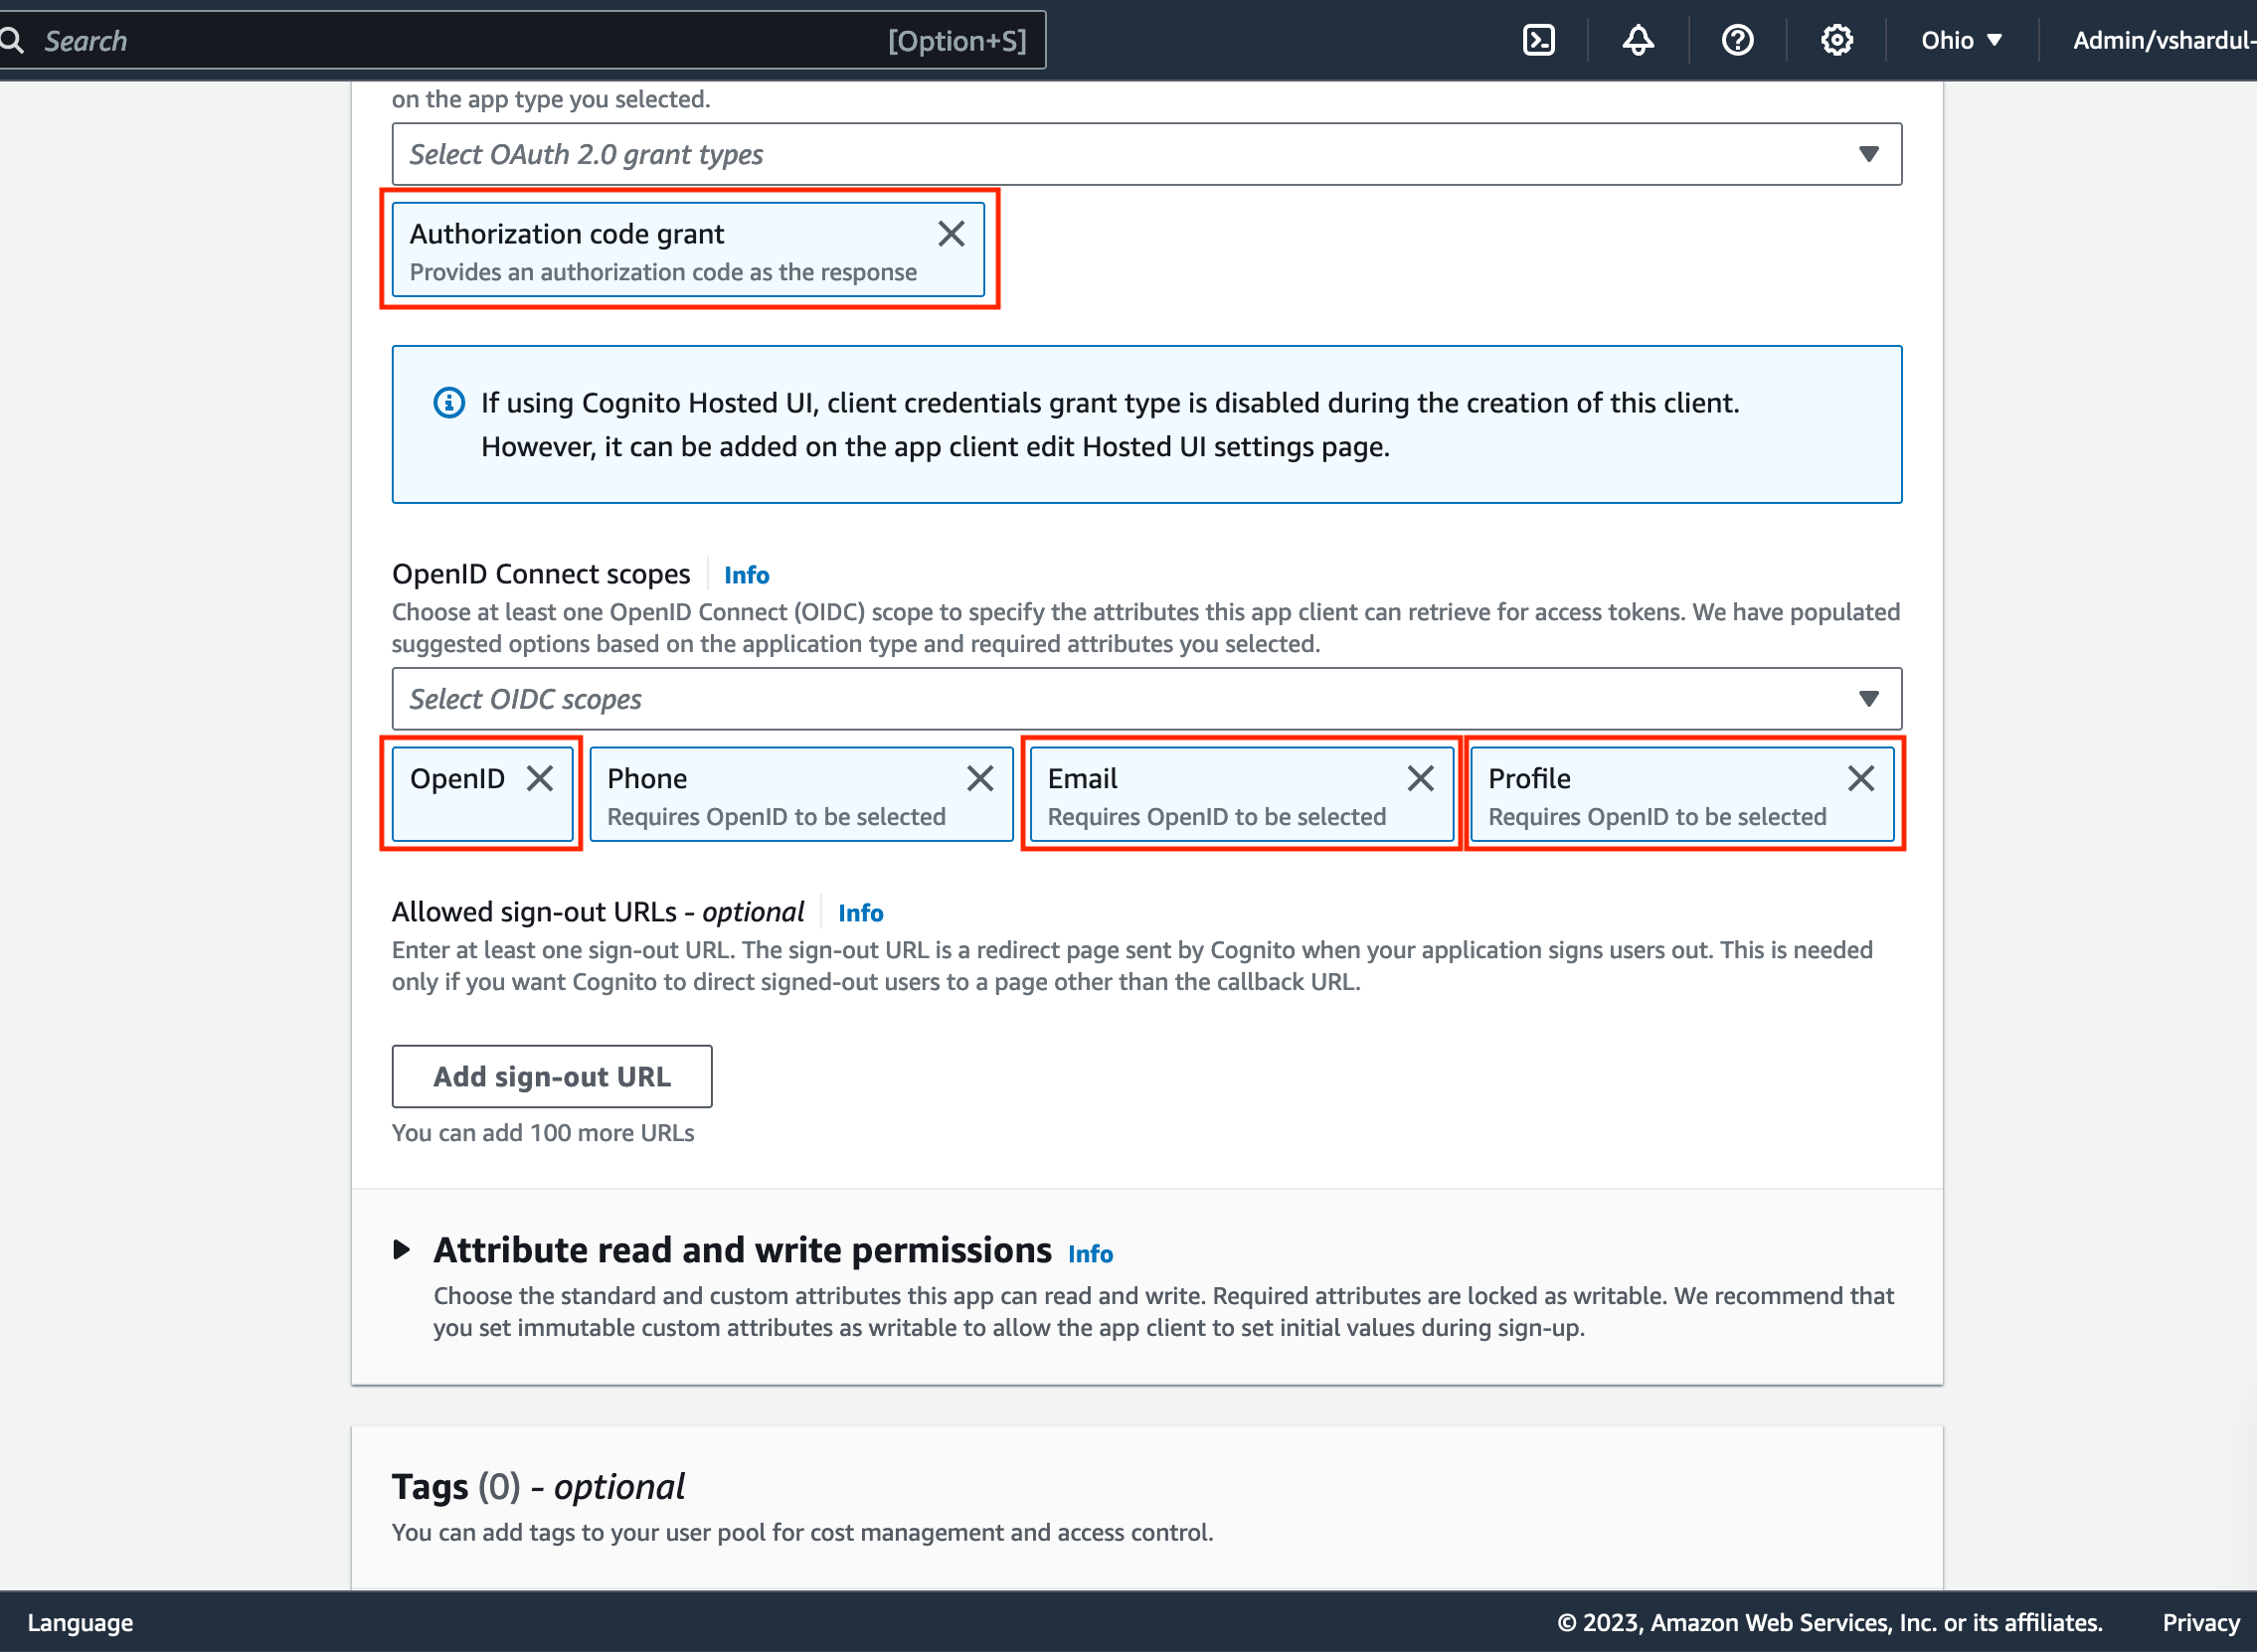 Search [Option+S] Ohio Admin/vshardul-
on the app type you selected.
Select OAuth 2.0 grant types
Authorization code grant
Provides an authorization code as the response
If using Cognito Hosted UI, client credentials grant type is disabled during the creation of this client.
However, it can be added on the app client edit Hosted UI settings page.
OpenID Connect scopes Info
Choose at least one OpenID Connect (OIDC) scope to specify the attributes this app client can retrieve for access tokens. We have populated
suggested options based on the application type and required attributes you selected.
Select OIDC scopes
OpenID Phone Email Profile
Requires OpenID to be selected Requires OpenID to be selected Requires OpenID to be selected
Allowed sign-out URLs - optional Info
Enter at least one sign-out URL. The sign-out URL is a redirect page sent by Cognito when your application signs users out. This is needed
only if you want Cognito to direct signed-out users to a page other than the callback URL.
Add sign-out URL
You can add 100 more URLs
Attribute read and write permissions Info
Choose the standard and custom attributes this app can read and write. Required attributes are locked as writable. We recommend that
you set immutable custom attributes as writable to allow the app client to set initial values during sign-up.
Tags (0) - optional
You can add tags to your user pool for cost management and access control.
Language © 2023, Amazon Web Services, Inc. or its affiliates. Privacy